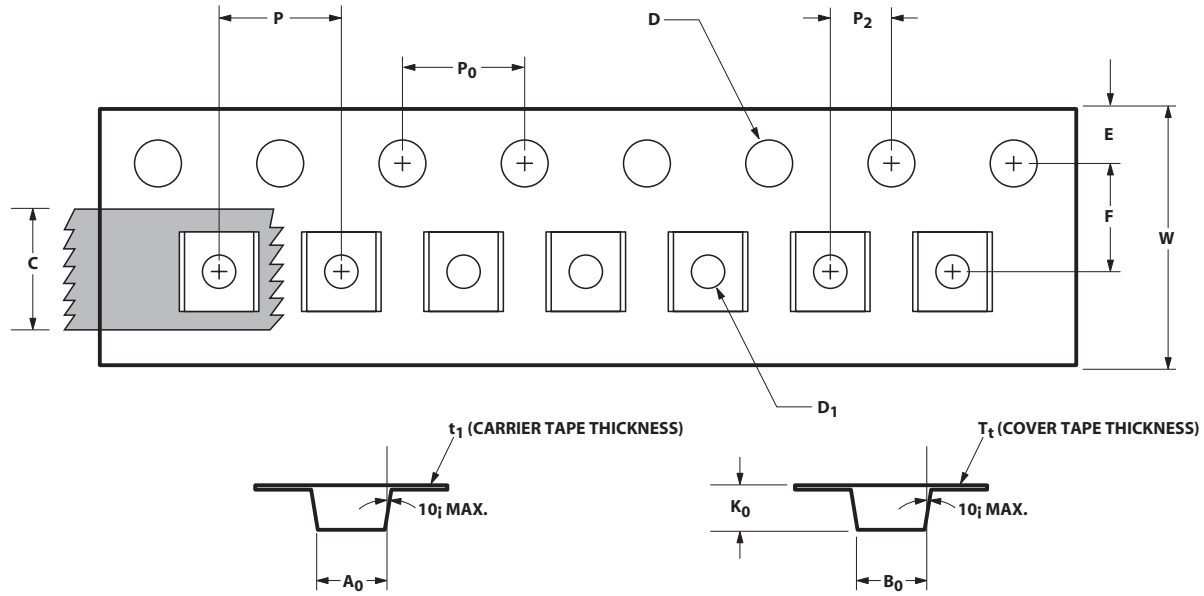 P
D
P2
P0
E
F
W
C
D1
t1 (CARRIER TAPE THICKNESS)
Tt (COVER TAPE THICKNESS)
10¡ MAX.
K0
10¡ MAX.
A0
B0